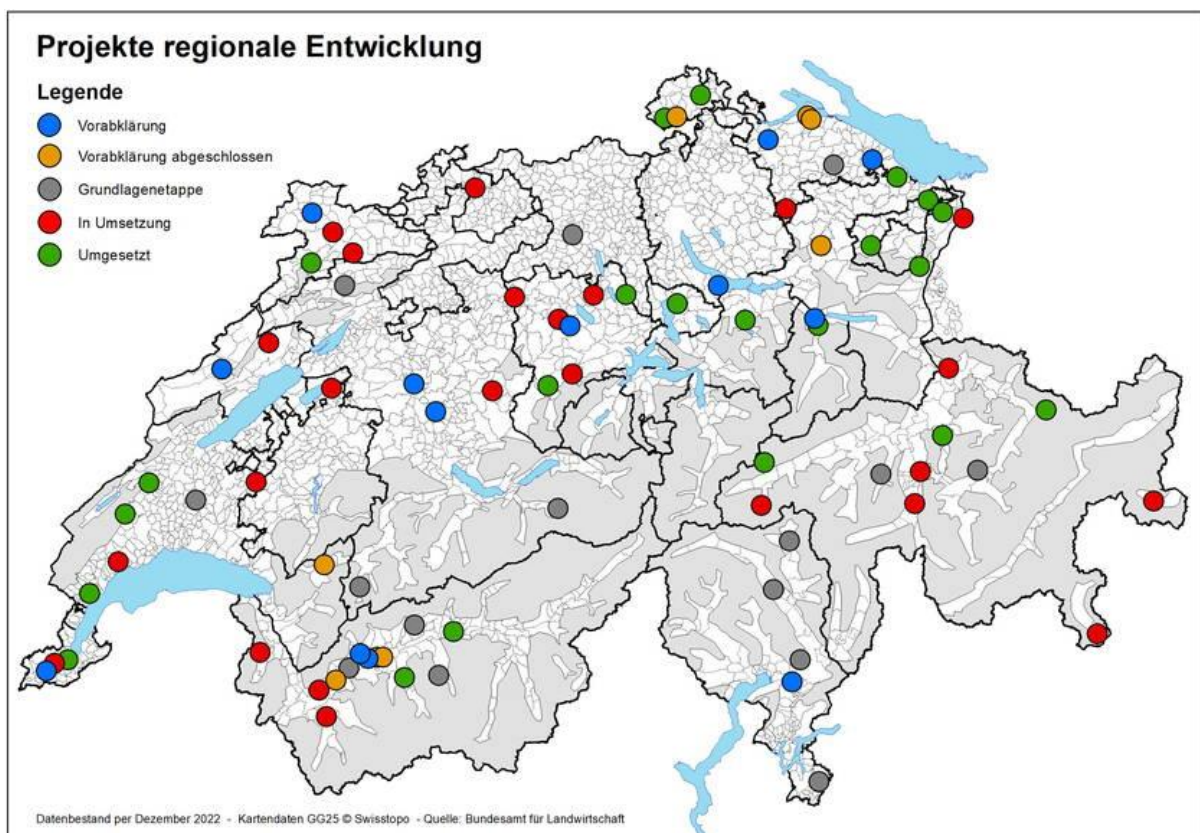 Projekte regionale Entwicklung
Legende
Vorabklärung
Vorabklärung abgeschlossen
Grundlagenetappe
In Umsetzung
Umgesetzt
Datenbestand per Dezember 2022 - Kartendaten GG25 © Swisstopo - Quelle: Bundesamt für Landwirtschaft